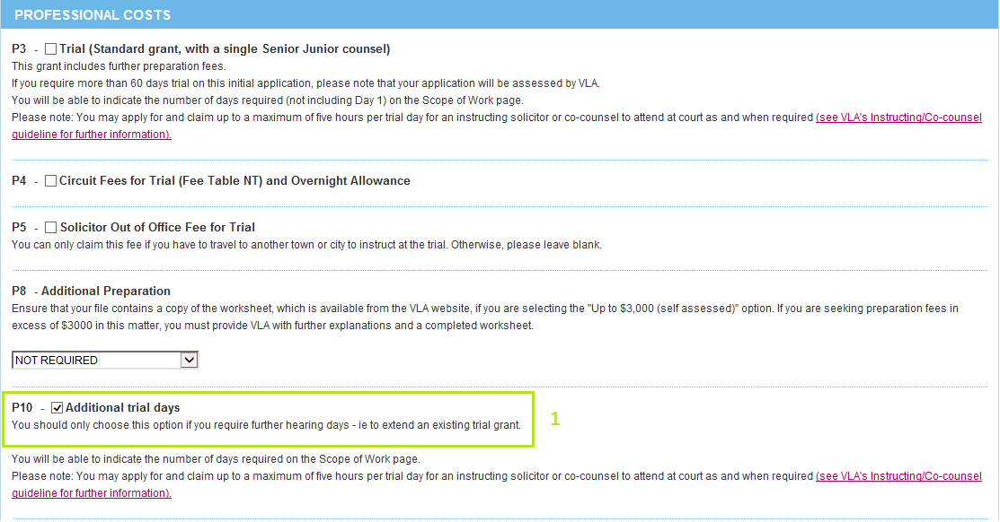 PROFESSIONAL COSTS
P3 - Trial (Standard grant, with a single Senior Junior counsel)
This grant includes further preparation fees.
If you require more than 60 days trial on this initial application, please note that your application will be assessed by VLA.
You will be able to indicate the number of days required (not including Day 1) on the Scope of Work page.
Please note: You may apply for and claim up to a maximum of five hours per trial day for an instructing solicitor or co-counsel to attend at court as and when required (see VLA's Instructing/Co-counsel
guideline for further information).
P4 - Circuit Fees for Trial (Fee Table NT) and Overnight Allowance
P5 - Solicitor Out of Office Fee for Trial
You can only claim this fee if you have to travel to another town or city to instruct at the trial. Otherwise, please leave blank.
P8 - Additional Preparation
Ensure that your file contains a copy of the worksheet, which is available from the VLA website, if you are selecting the "Up to $3,000 (self assessed)" option. If you are seeking preparation fees in
excess of $3000 in this matter, you must provide VLA with further explanations and a completed worksheet.
NOT REQUIRED
P10 - Additional trial days
You should only choose this option if you require further hearing days - ie to extend an existing trial grant.
1
You will be able to indicate the number of days required on the Scope of Work page.
Please note: You may apply for and claim up to a maximum of five hours per trial day for an instructing solicitor or co-counsel to attend at court as and when required (see VLA's Instructing/Co-counsel
guideline for further information).